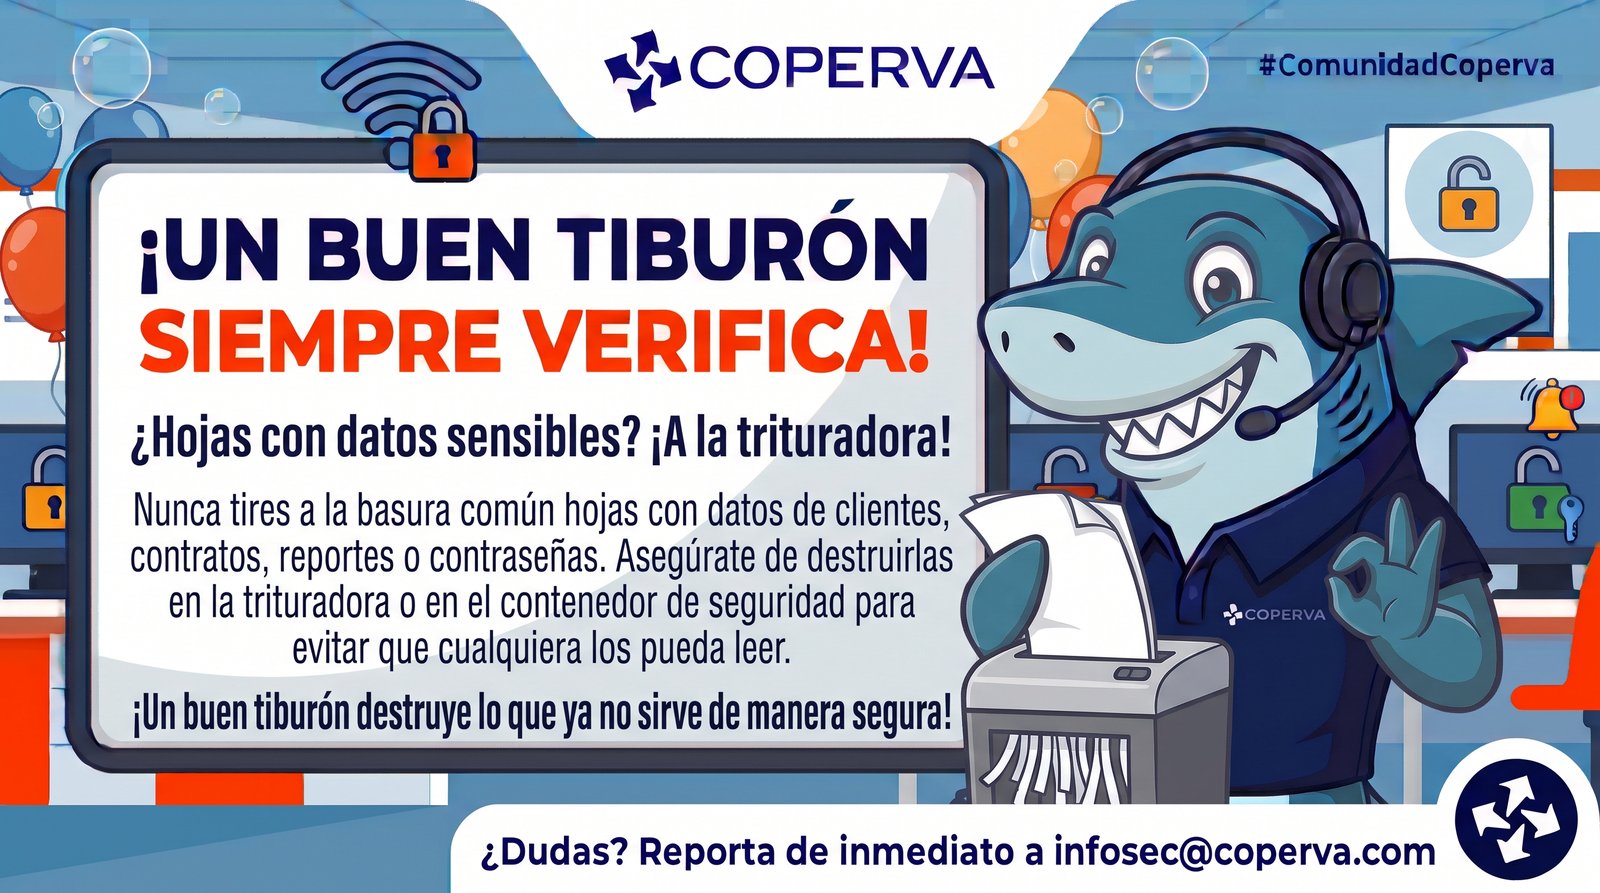 COPERVA
#ComunidadCoperva
¡UN BUEN TIBURÓN
SIEMPRE VERIFICA!
¿Hojas con datos sensibles? ¡A la trituradora!
Nunca tires a la basura común hojas con datos de clientes,
contratos, reportes o contraseñas. Asegúrate de destruirlas
en la trituradora o en el contenedor de seguridad para
evitar que cualquiera los pueda leer.
¡Un buen tiburón destruye lo que ya no sirve de manera segura!
COPERVA
¿Dudas? Reporta de inmediato a infosec@coperva.com